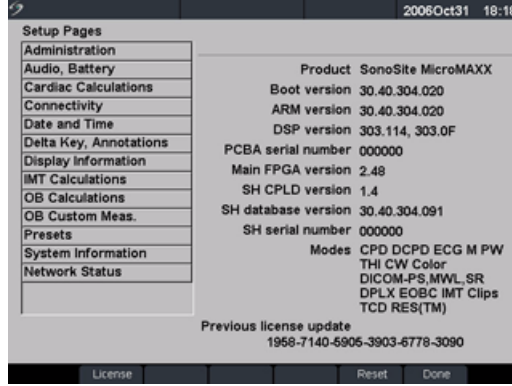 2006Oct31 18:18
Setup Pages
Administration
Audio, Battery
Cardiac Calculations
Connectivity
Date and Time
Delta Key, Annotations
Display Information
IMT Calculations
OB Calculations
OB Custom Meas.
Presets
System Information
Network Status
Product SonoSite MicroMAXX
Boot version 30.40.304.020
ARM version 30.40.304.020
DSP version 303.114, 303.0F
PCBA serial number 000000
Main FPGA version 2.48
SH CPLD version 1.4
SH database version 30.40.304.091
SH serial number 000000
Modes CPD DCPD ECG M PW
THI CW Color
DICOM-PS,MWL,SR
DPLX EOBC IMT Clips
TCD RES(TM)
Previous license update
1958-7140-5905-3903-6778-3090
License Reset Done